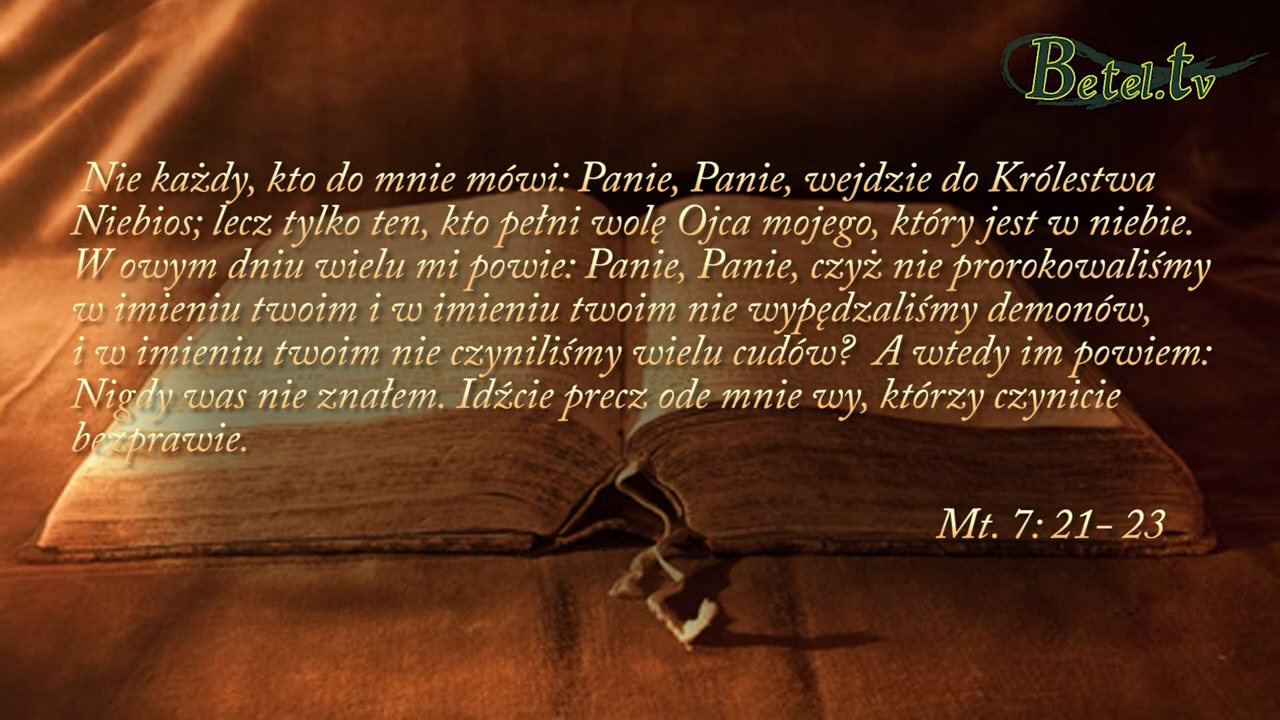 Betel.tv
Nie każdy, kto do mnie mówi: Panie, Panie, wejdzie do Królestwa
Niebios; lecz tylko ten, kto pełni wolę Ojca mojego, który jest w niebie.
W owym dniu wielu mi powie: Panie, Panie, czyż nie prorokowaliśmy
w imieniu twoim i w imieniu twoim nie wypędzaliśmy demonów,
i w imieniu twoim nie czyniliśmy wielu cudów? A wtedy im powiem:
Nigdy was nie znałem. Idźcie precz ode mnie wy, którzy czynicie
bezprawie.
Mt. 7: 21- 23